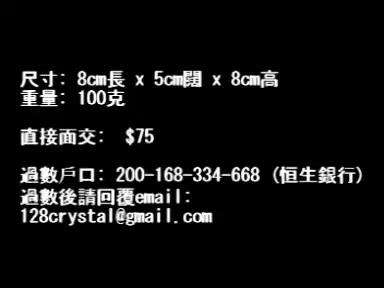 尺寸: 8cm長 x 5cm闊 x 8cm高
重量: 100克
直接面交:  $75
過數戶口: 200-168-334-668 (恒生銀行)
過數後請回覆email:
128crystal@gmail.com